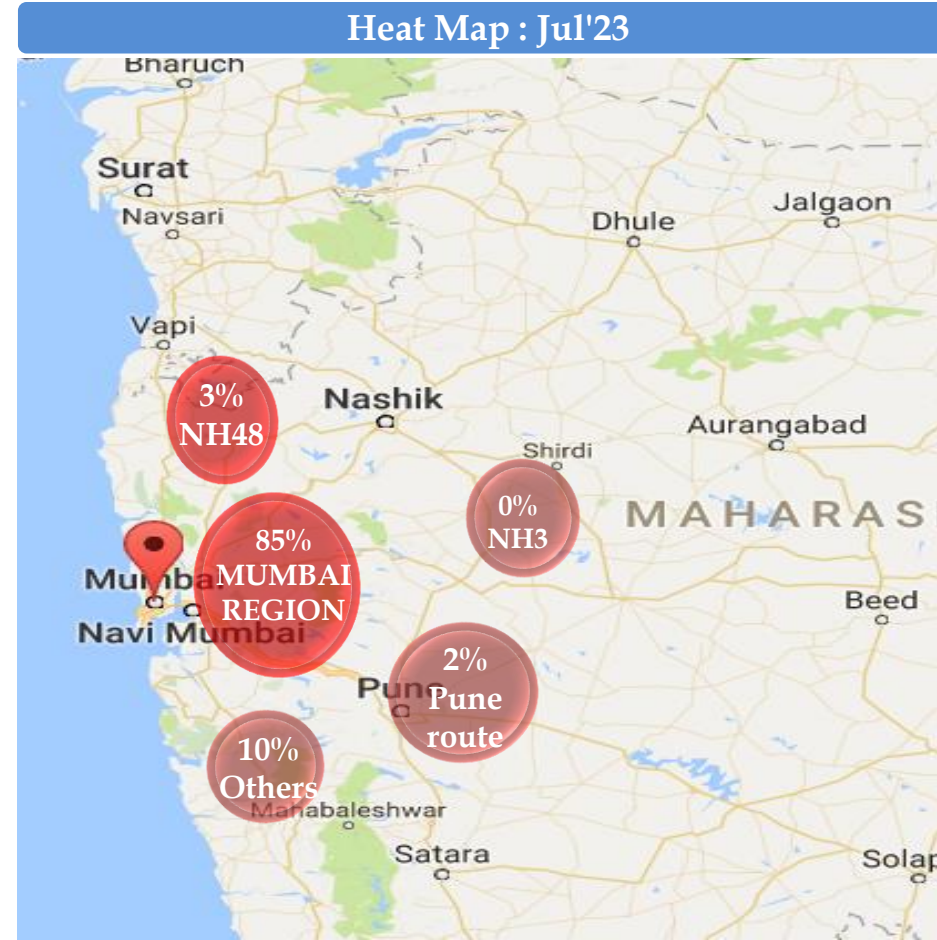 Heat Map : Jul'23
Bharuch
Surat
Navsari
Dhule
Jalgaon
Vapi
3%
NH48
Nashik
Aurangabad
Shirdi
0%
NH3
MAHARAS
85%
MUMBAI
REGION
Mumba
Navi Mumbai
Beed
2%
Pune
route
Pune
10%
Others
Mahabaleshwar
Satara
Solap